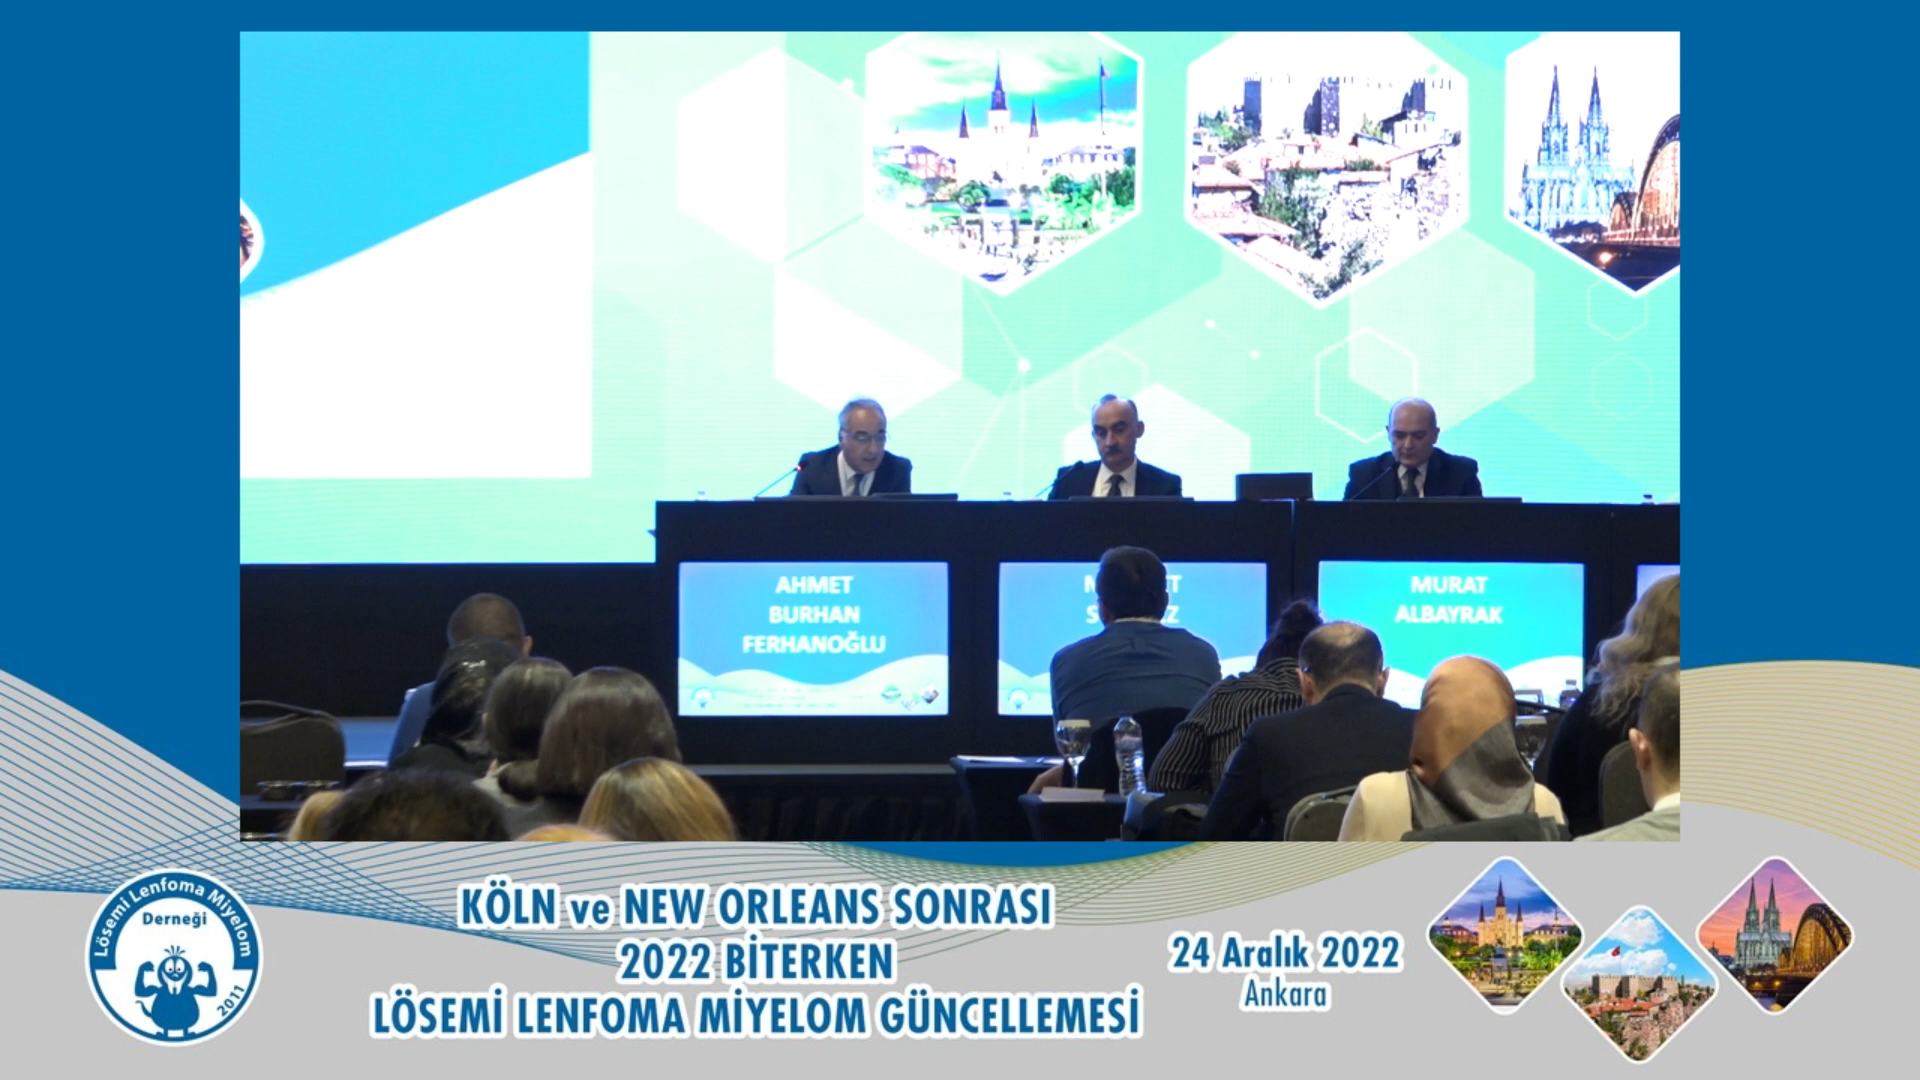 AHMET
BURHAN
FERHANOĞLU
MURAT
ALBAYRAK
Lösemi Lenfoma Miyelom
Derneği
2011
KÖLN ve NEW ORLEANS SONRASI
2022 BİTERKEN
LÖSEMİ LENFOMA MİYELOM GÜNCELLEMESİ
24 Aralık 2022
Ankara